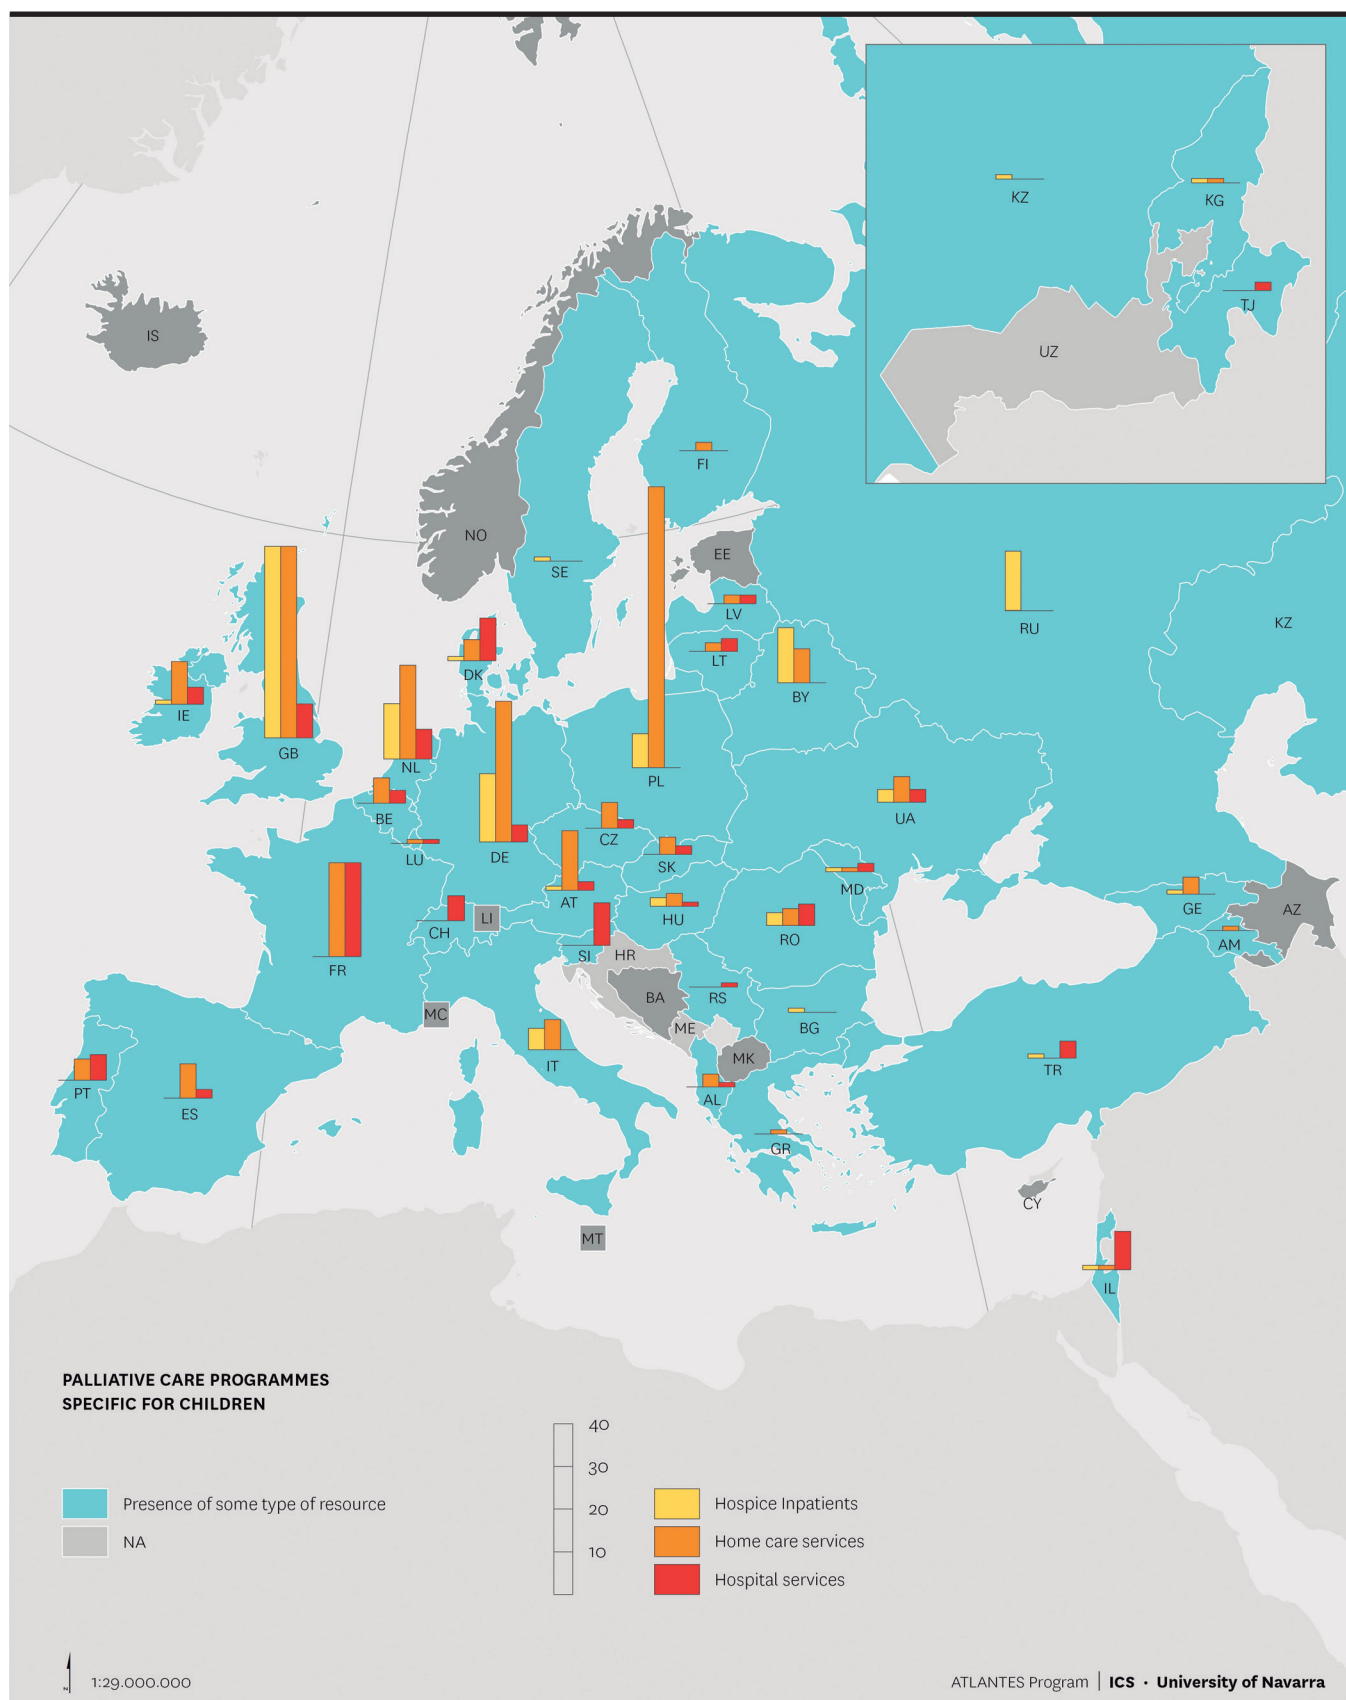 KZ
KG
TJ
UZ
IS
FI
NO
EE
SE
LV
RU
KZ
LT
DK
BY
IE
GB
NL
PL
BE
UA
CZ
LU
DE
SK
MD
AT
GE
AZ
LI
HU
CH
RO
AM
SI
HR
FR
BA
RS
MC
ME
BG
MK
IT
TR
PT
AL
ES
GR
CY
MT
IL
PALLIATIVE CARE PROGRAMMES
SPECIFIC FOR CHILDREN
Presence of some type of resource
NA
40
30
20
10
Hospice Inpatients
Home care services
Hospital services
N
1:29.000.000
ATLANTES Program | ICS · University of Navarra